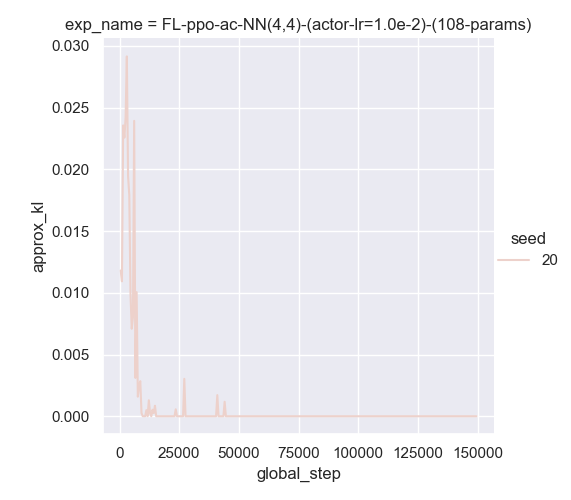 exp_name = FL-ppo-ac-NN(4,4)-(actor-lr=1.0e-2)-(108-params)
0.030
0.025
0.020
0.015
0.010
0.005
0.000
approx_kl
0 25000 50000 75000 100000 125000 150000
global_step
seed
20